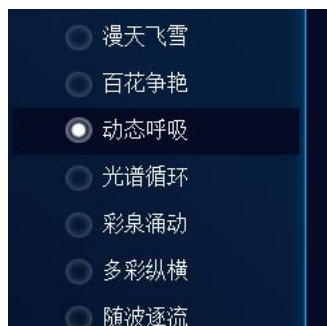 漫天飞雪
百花争艳
动态呼吸
光谱循环
彩泉涌动
多彩纵横
随波逐流